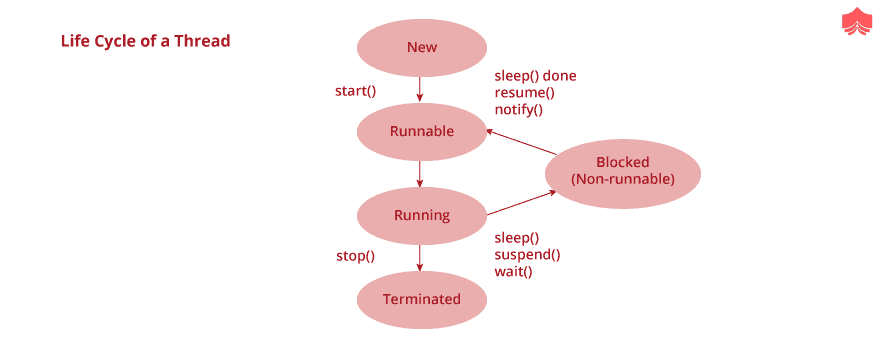 Life Cycle of a Thread
New
start()
sleep() done
resume()
notify()
Runnable
Blocked
(Non-runnable)
Running
sleep()
suspend()
wait()
stop()
Terminated